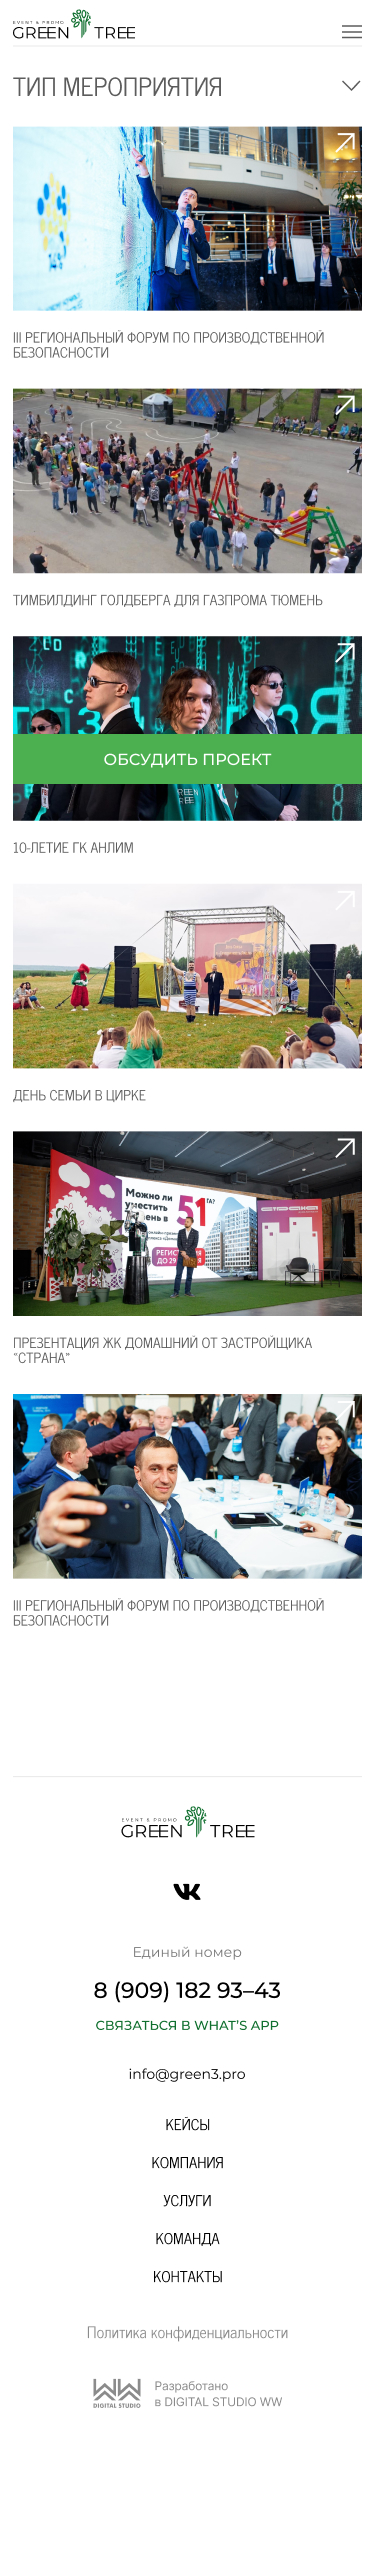 EVENT & PROMO
GREEN TREE
ТИП МЕРОПРИЯТИЯ
III РЕГИОНАЛЬНЫЙ ФОРУМ ПО ПРОИЗВОДСТВЕННОЙ
БЕЗОПАСНОСТИ
ТИМБИЛДИНГ ГОЛДБЕРГА ДЛЯ ГАЗПРОМА ТЮМЕНЬ
ОБСУДИТЬ ПРОЕКТ
GREEN
TREE
10-ЛЕТИЕ ГК АНЛИМ
ДЕНЬ СЕМЬИ В ЦИРКЕ
Можно ли
51
ПРЕЗЕНТАЦИЯ ЖК ДОМАШНИЙ ОТ ЗАСТРОЙЩИКА
"СТРАНА"
III РЕГИОНАЛЬНЫЙ ФОРУМ ПО ПРОИЗВОДСТВЕННОЙ
БЕЗОПАСНОСТИ
EVENT & PROMO
GREEN TREE
Единый номер
8 (909) 182 93–43
СВЯЗАТЬСЯ В WHAT’S APP
info@green3.pro
КЕЙСЫ
КОМПАНИЯ
УСЛУГИ
КОМАНДА
КОНТАКТЫ
Политика конфиденциальности
DIGITAL STUDIO
Разработано
в DIGITAL STUDIO WW